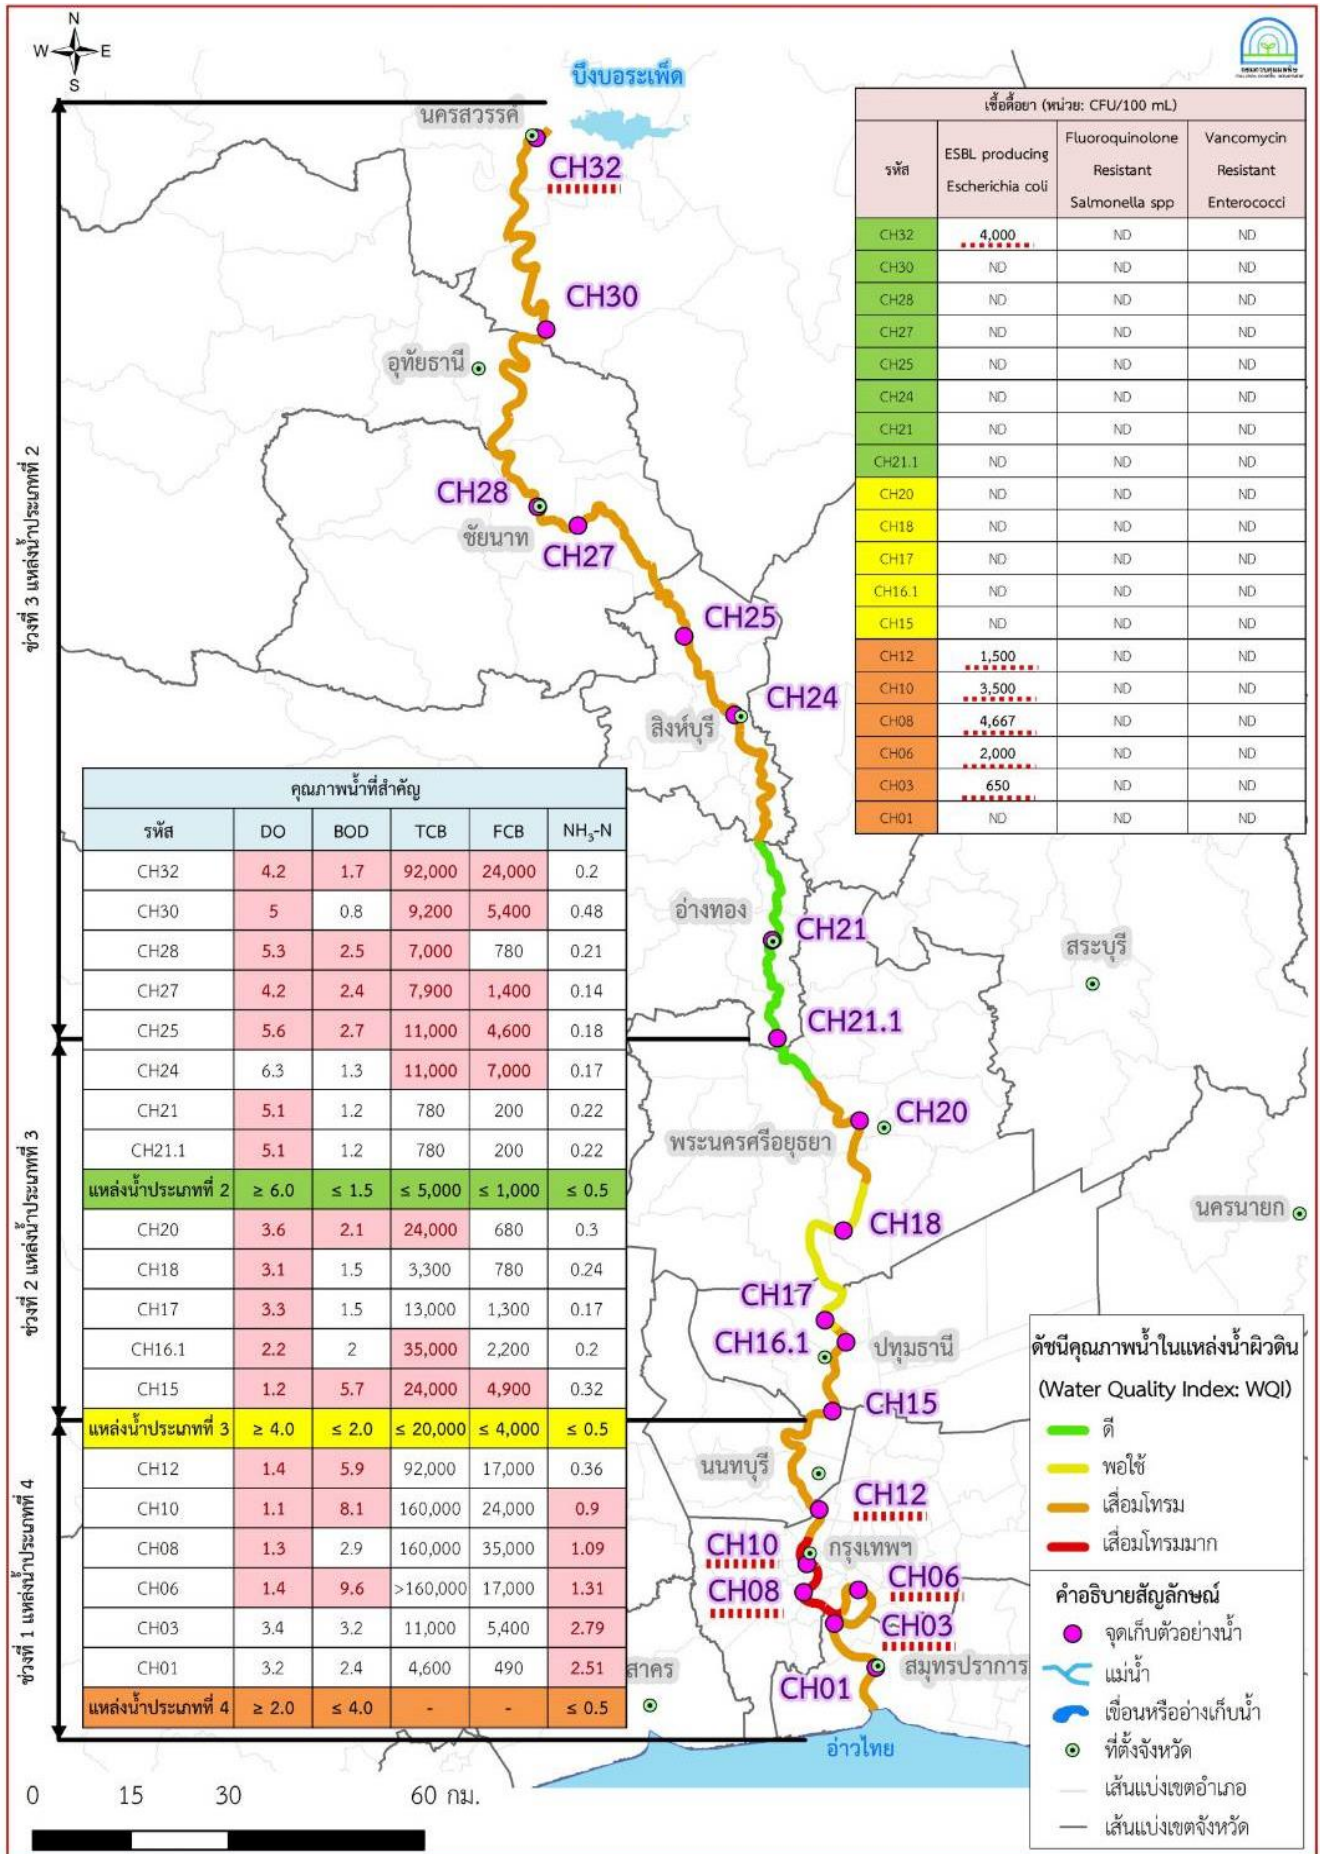 N
W E
S
บึงบอระเพ็ด
นครสวรรค์
CH32
CH30
อุทัยธานี
CH28
ชัยนาท
CH27
CH25
CH24
สิงห์บุรี
อ่างทอง
CH21
สระบุรี
CH21.1
CH20
พระนครศรีอยุธยา
นครนายก
CH18
CH17
CH16.1
ปทุมธานี
CH15
นนทบุรี
CH12
CH10
กรุงเทพฯ
CH08
CH06
CH03
สาคร
สมุทรปราการ
CH01
อ่าวไทย
ช่วงที่ 3 แหล่งน้ำประเภทที่ 2
ช่วงที่ 2 แหล่งน้ำประเภทที่ 3
ช่วงที่ 1 แหล่งน้ำประเภทที่ 4
เชื้อดื้อยา (หน่วย: CFU/100 mL)
รหัส ESBL producing Escherichia coli Fluoroquinolone Resistant Salmonella spp Vancomycin Resistant Enterococci
CH32 4,000 ND ND
CH30 ND ND ND
CH28 ND ND ND
CH27 ND ND ND
CH25 ND ND ND
CH24 ND ND ND
CH21 ND ND ND
CH21.1 ND ND ND
CH20 ND ND ND
CH18 ND ND ND
CH17 ND ND ND
CH16.1 ND ND ND
CH15 ND ND ND
CH12 1,500 ND ND
CH10 3,500 ND ND
CH08 4,667 ND ND
CH06 2,000 ND ND
CH03 650 ND ND
CH01 ND ND ND
คุณภาพน้ำที่สำคัญ
รหัส DO BOD TCB FCB NH₃-N
CH32 4.2 1.7 92,000 24,000 0.2
CH30 5 0.8 9,200 5,400 0.48
CH28 5.3 2.5 7,000 780 0.21
CH27 4.2 2.4 7,900 1,400 0.14
CH25 5.6 2.7 11,000 4,600 0.18
CH24 6.3 1.3 11,000 7,000 0.17
CH21 5.1 1.2 780 200 0.22
CH21.1 5.1 1.2 780 200 0.22
แหล่งน้ำประเภทที่ 2 ≥ 6.0 ≤ 1.5 ≤ 5,000 ≤ 1,000 ≤ 0.5
CH20 3.6 2.1 24,000 680 0.3
CH18 3.1 1.5 3,300 780 0.24
CH17 3.3 1.5 13,000 1,300 0.17
CH16.1 2.2 2 35,000 2,200 0.2
CH15 1.2 5.7 24,000 4,900 0.32
แหล่งน้ำประเภทที่ 3 ≥ 4.0 ≤ 2.0 ≤ 20,000 ≤ 4,000 ≤ 0.5
CH12 1.4 5.9 92,000 17,000 0.36
CH10 1.1 8.1 160,000 24,000 0.9
CH08 1.3 2.9 160,000 35,000 1.09
CH06 1.4 9.6 >160,000 17,000 1.31
CH03 3.4 3.2 11,000 5,400 2.79
CH01 3.2 2.4 4,600 490 2.51
แหล่งน้ำประเภทที่ 4 ≥ 2.0 ≤ 4.0 - - ≤ 0.5
ดัชนีคุณภาพน้ำในแหล่งน้ำผิวดิน
(Water Quality Index: WQI)
ดี
พอใช้
เสื่อมโทรม
เสื่อมโทรมมาก
คำอธิบายสัญลักษณ์
จุดเก็บตัวอย่างน้ำ
แม่น้ำ
เขื่อนหรืออ่างเก็บน้ำ
ที่ตั้งจังหวัด
เส้นแบ่งเขตอำเภอ
เส้นแบ่งเขตจังหวัด
0 15 30 60 กม.